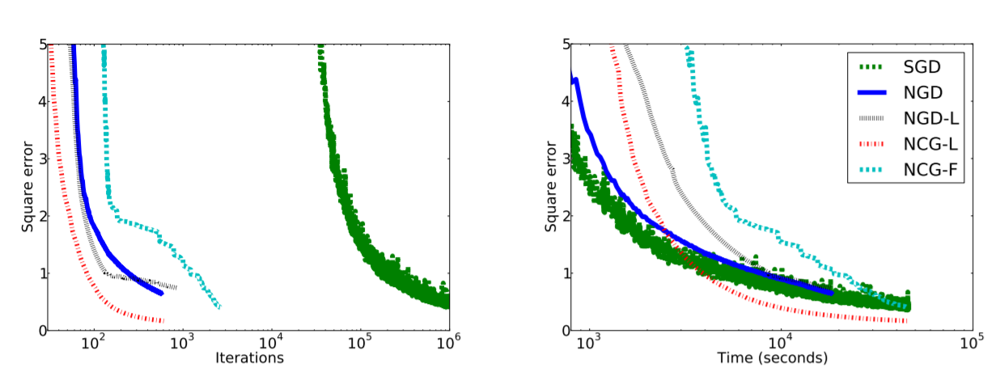 5
4
3
2
1
0
Square error
10^2
10^3
10^4
10^5
10^6
Iterations
5
4
3
2
1
0
Square error
10^3
10^4
10^5
Time (seconds)
SGD
NGD
NGD-L
NCG-L
NCG-F